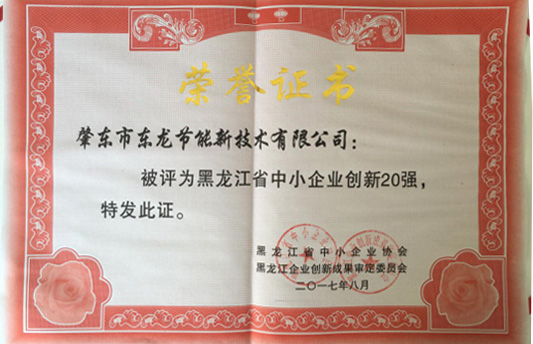 荣誉证书
肇东市东龙节能新技术有限公司：
被评为黑龙江省中小企业创新20强，
特发此证。
黑龙江省中小企业协会
黑龙江企业创新成果审定委员会
二〇一七年八月